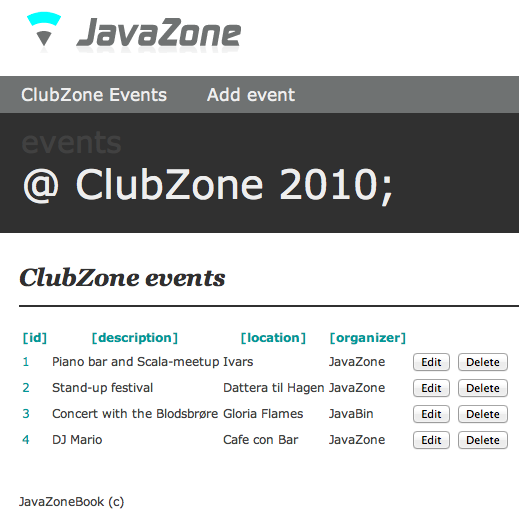 JavaZone
ClubZone Events Add event
events
@ ClubZone 2010;
ClubZone events
[id] [description] [location] [organizer]
1 Piano bar and Scala-meetup Ivars JavaZone Edit Delete
2 Stand-up festival Dattera til Hagen JavaZone Edit Delete
3 Concert with the Blodsbrøre Gloria Flames JavaBin Edit Delete
4 DJ Mario Cafe con Bar JavaZone Edit Delete
JavaZoneBook (c)